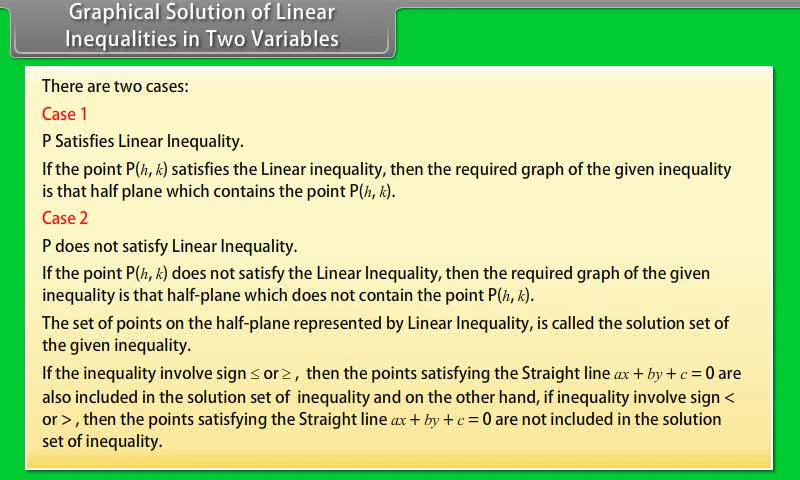 Graphical Solution of Linear
Inequalities in Two Variables
There are two cases:
Case 1
P Satisfies Linear Inequality.
If the point P(h, k) satisfies the Linear inequality, then the required graph of the given inequality
is that half plane which contains the point P(h, k).
Case 2
P does not satisfy Linear Inequality.
If the point P(h, k) does not satisfy the Linear Inequality, then the required graph of the given
inequality is that half-plane which does not contain the point P(h, k).
The set of points on the half-plane represented by Linear Inequality, is called the solution set of
the given inequality.
If the inequality involve sign ≤ or ≥ , then the points satisfying the Straight line ax + by + c = 0 are
also included in the solution set of inequality and on the other hand, if inequality involve sign <
or > , then the points satisfying the Straight line ax + by + c = 0 are not included in the solution
set of inequality.